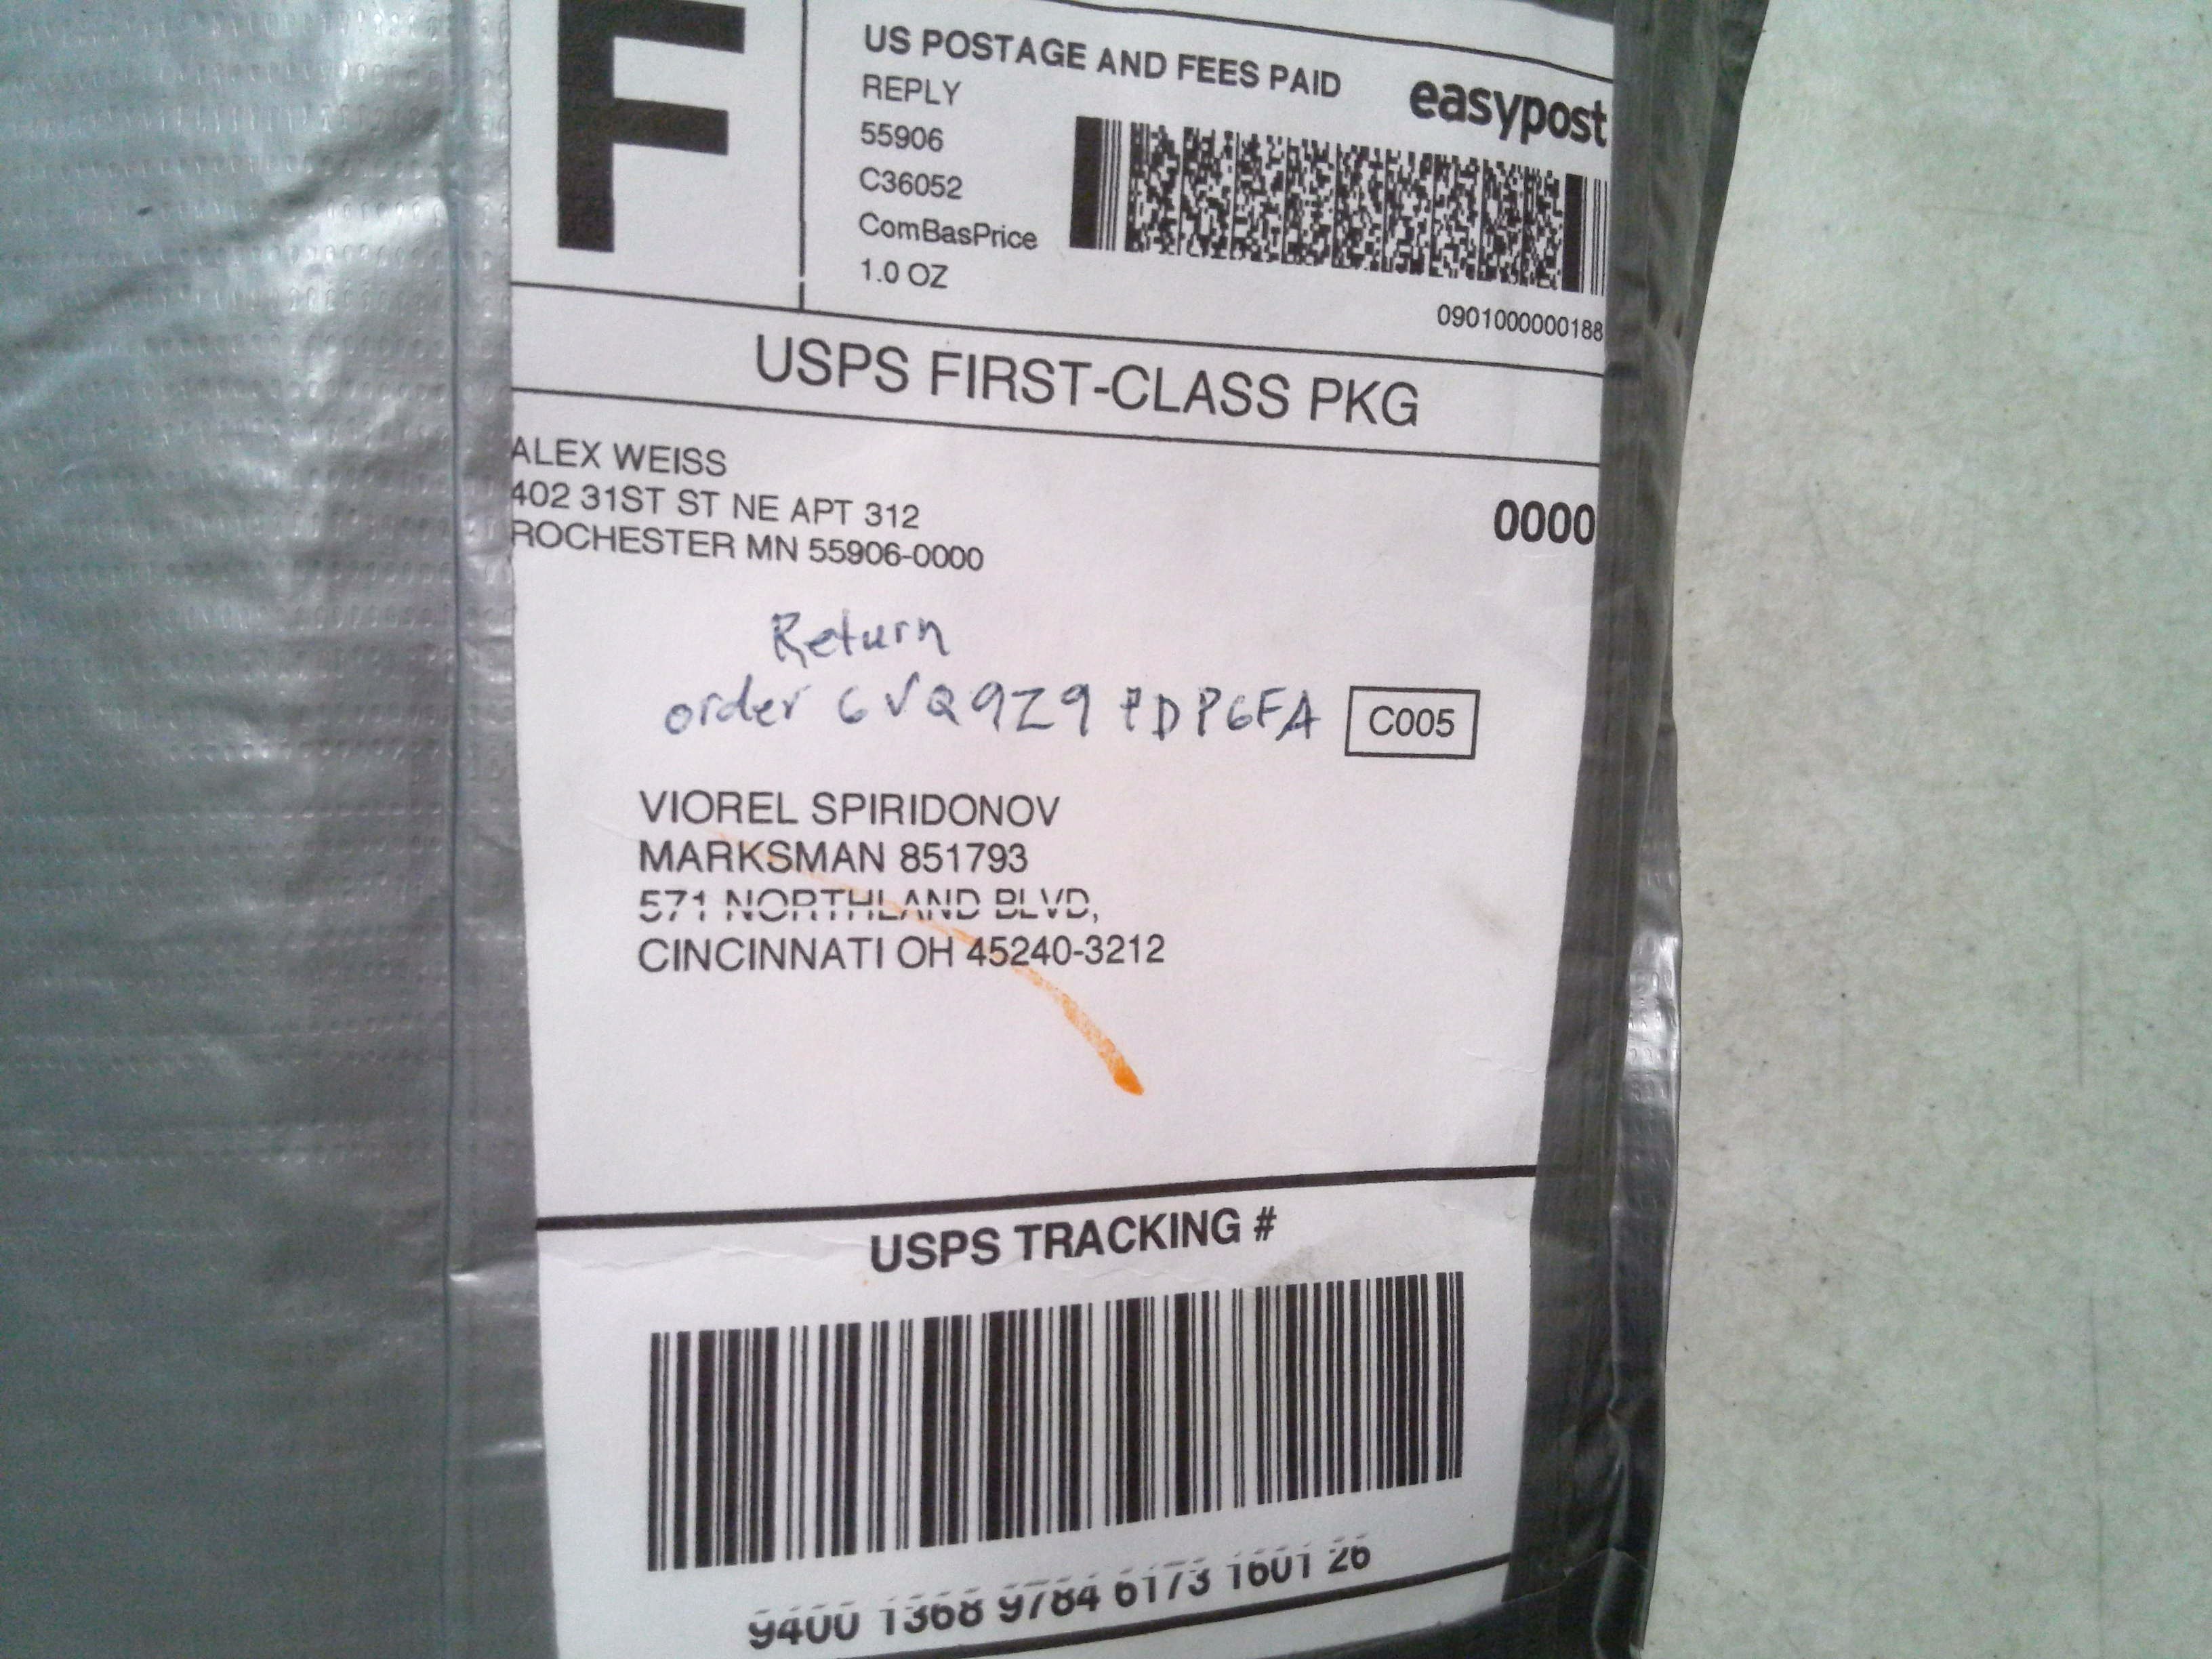 F
US POSTAGE AND FEES PAID
easypost
REPLY
55906
C36052
ComBasPrice
1.0 OZ
0901000000188
USPS FIRST-CLASS PKG
ALEX WEISS
402 31ST ST NE APT 312
ROCHESTER MN 55906-0000
0000
Return
order 6VQ9Z9PDP6FA
C005
VIOREL SPIRIDONOV
MARKSMAN 851793
571 NORTHLAND BLVD,
CINCINNATI OH 45240-3212
USPS TRACKING #
9400 1368 9784 6173 1601 26